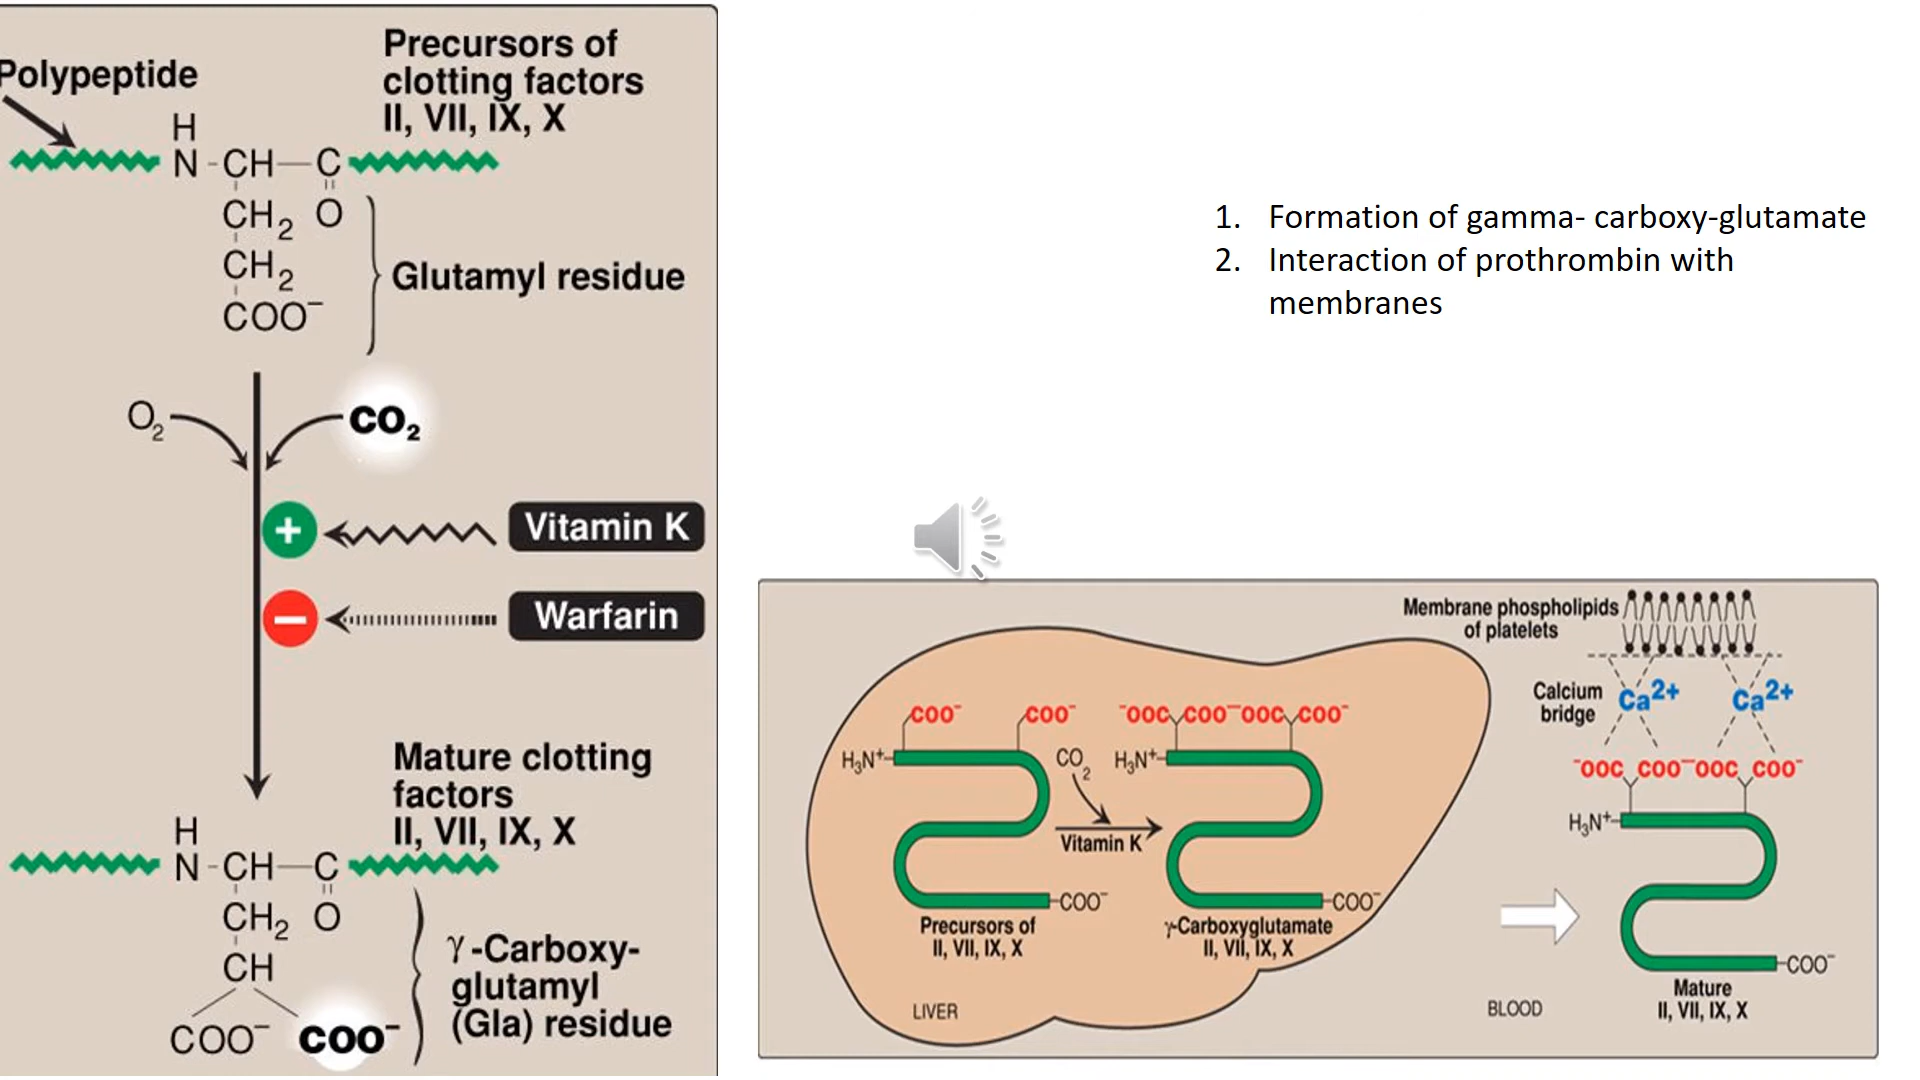 Polypeptide
Precursors of
clotting factors
II, VII, IX, X
H
N-CH—C
CH₂ O
CH₂
COO⁻
Glutamyl residue
O₂
CO₂
+
Vitamin K
−
Warfarin
Mature clotting
factors
II, VII, IX, X
H
N-CH—C
CH₂ O
CH
COO⁻ COO⁻
γ-Carboxy-
glutamyl
(Gla) residue
1. Formation of gamma- carboxy-glutamate
2. Interaction of prothrombin with
membranes
Membrane phospholipids
of platelets
Calcium
bridge
Ca²⁺ Ca²⁺
COO⁻ COO⁻
H₃N⁺
CO₂
Vitamin K
COO⁻
Precursors of
II, VII, IX, X
⁻OOC COO⁻ ⁻OOC COO⁻
H₃N⁺
COO⁻
γ-Carboxyglutamate
II, VII, IX, X
LIVER
BLOOD
⁻OOC COO⁻ ⁻OOC COO⁻
H₃N⁺
COO⁻
Mature
II, VII, IX, X